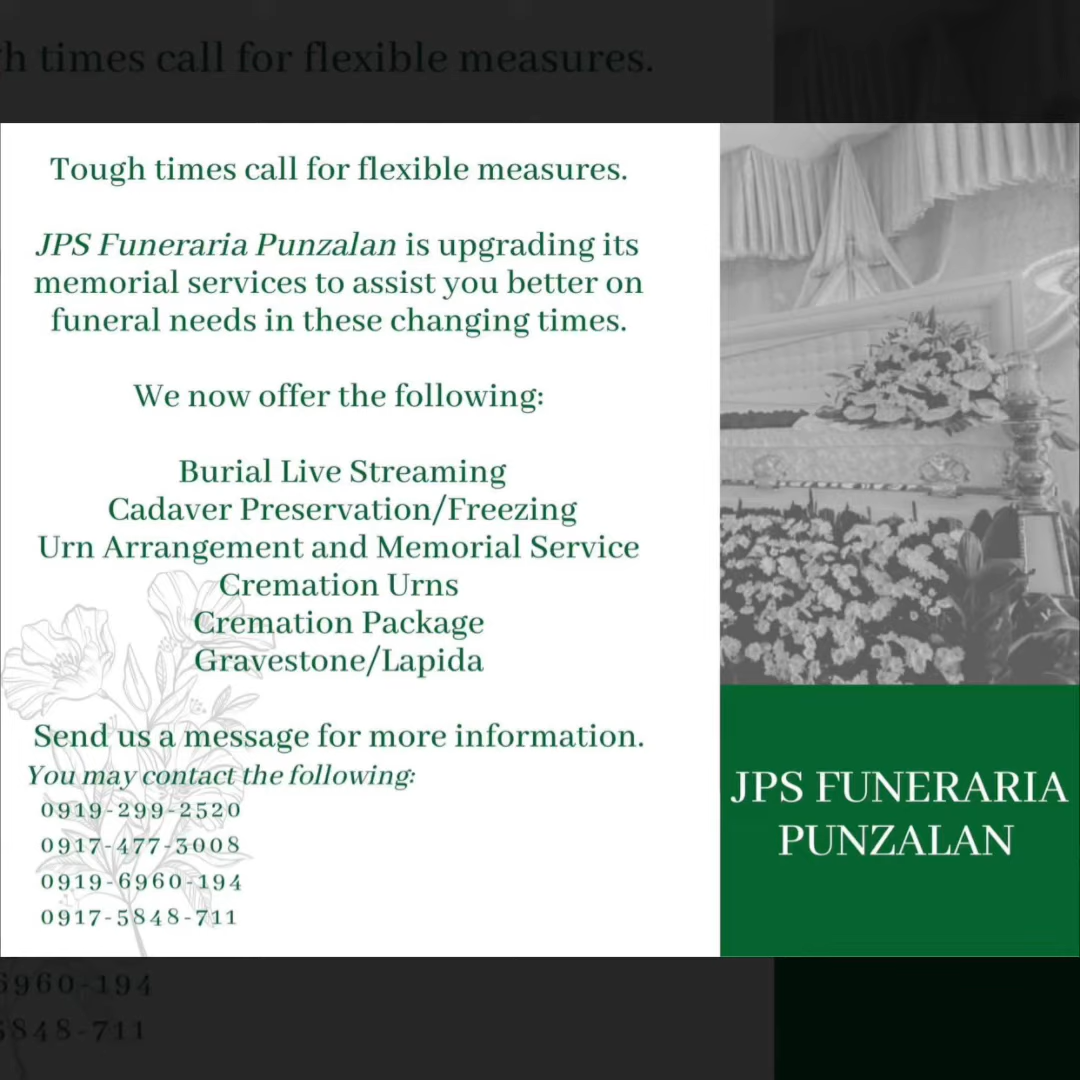 gh times call for flexible measures.
Tough times call for flexible measures.
JPS Funeraria Punzalan is upgrading its
memorial services to assist you better on
funeral needs in these changing times.
We now offer the following:
Burial Live Streaming
Cadaver Preservation/Freezing
Urn Arrangement and Memorial Service
Cremation Urns
Cremation Package
Gravestone/Lapida
Send us a message for more information.
You may contact the following:
0919-299-2520
0917-477-3008
0919-6960-194
0917-5848-711
JPS FUNERARIA
PUNZALAN
6960-194
5848-711